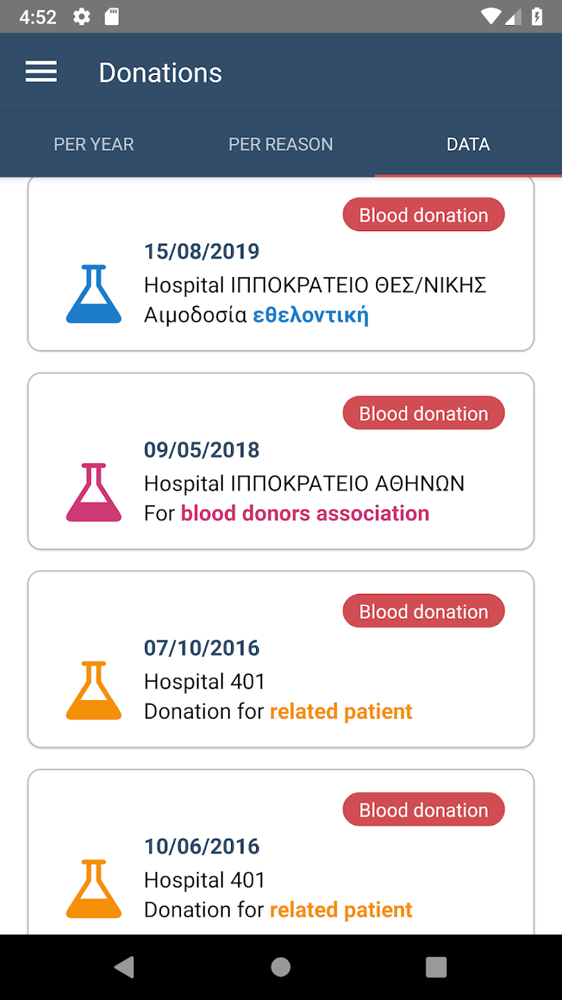 4:52
Donations
PER YEAR PER REASON DATA
Blood donation
15/08/2019
Hospital ΙΠΠΟΚΡΑΤΕΙΟ ΘΕΣ/ΝΙΚΗΣ
Αιμοδοσία εθελοντική
Blood donation
09/05/2018
Hospital ΙΠΠΟΚΡΑΤΕΙΟ ΑΘΗΝΩΝ
For blood donors association
Blood donation
07/10/2016
Hospital 401
Donation for related patient
Blood donation
10/06/2016
Hospital 401
Donation for related patient